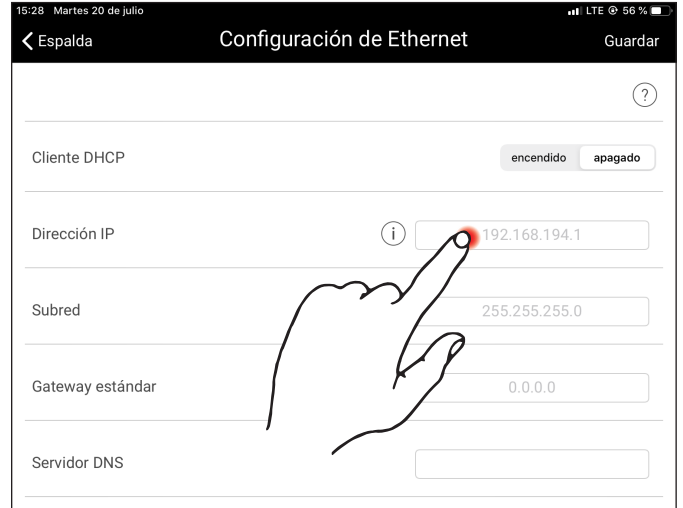 15:28 Martes 20 de julio LTE 56 %
Espalda Configuración de Ethernet Guardar
?
Cliente DHCP encendido apagado
Dirección IP i 192.168.194.1
Subred 255.255.255.0
Gateway estándar 0.0.0.0
Servidor DNS